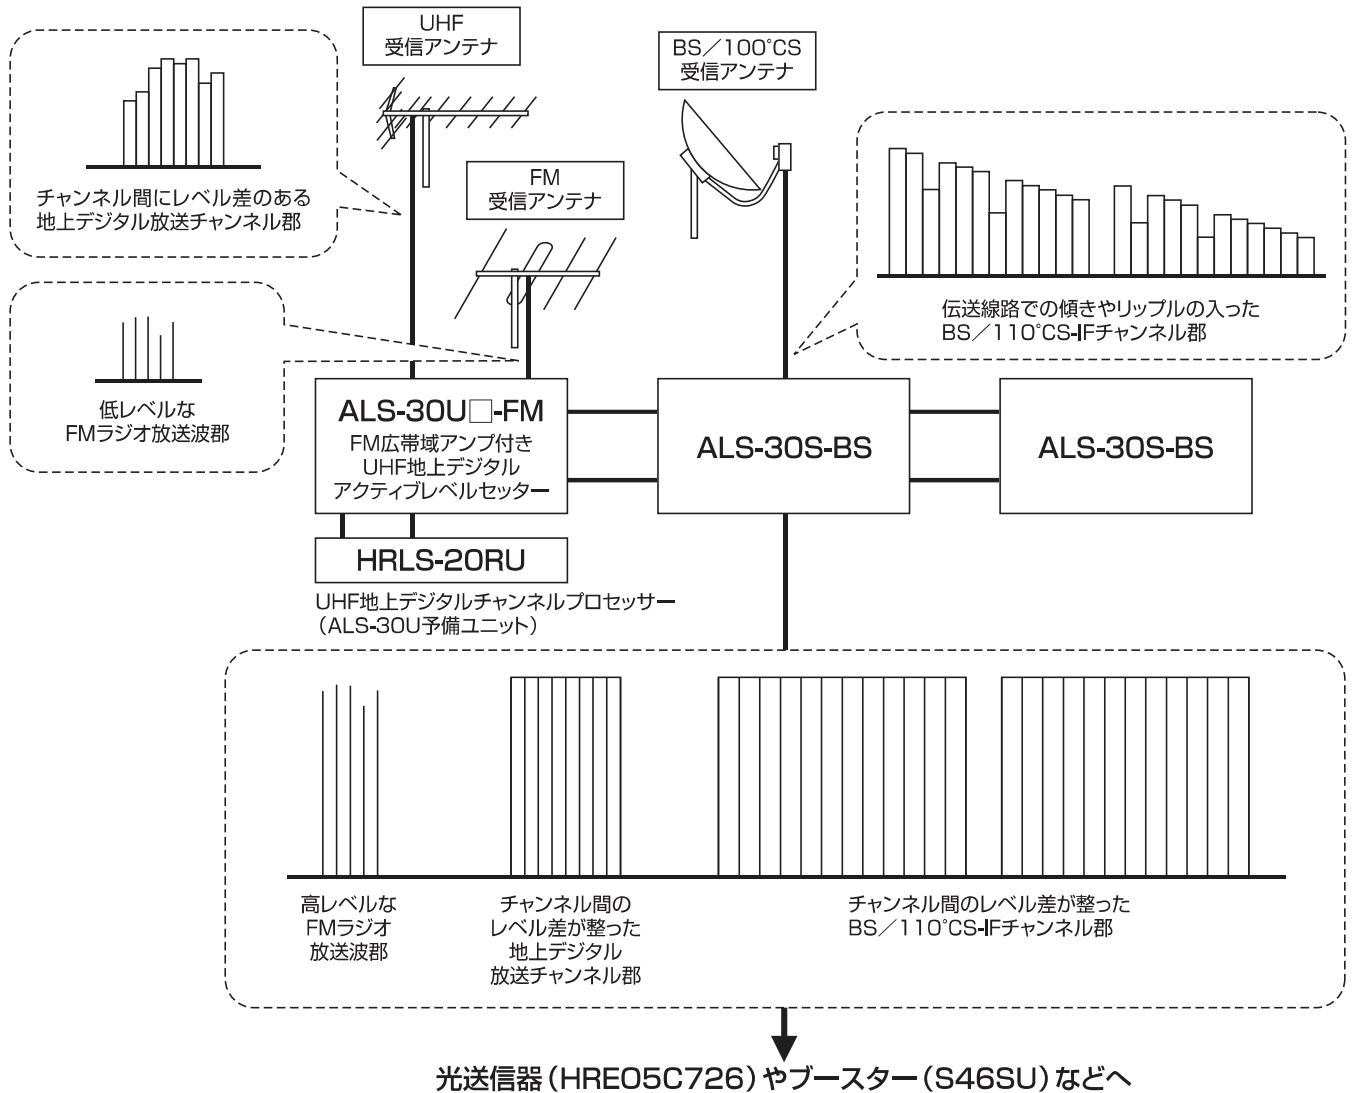 UHF
受信アンテナ
BS／100°CS
受信アンテナ
チャンネル間にレベル差のある
地上デジタル放送チャンネル郡
FM
受信アンテナ
伝送線路での傾きやリップルの入った
BS／110°CS-IFチャンネル郡
低レベルな
FMラジオ放送波郡
ALS-30U□-FM
FM広帯域アンプ付き
UHF地上デジタル
アクティブレベルセッター
ALS-30S-BS
ALS-30S-BS
HRLS-20RU
UHF地上デジタルチャンネルプロセッサー
（ALS-30U予備ユニット）
高レベルな
FMラジオ
放送波郡
チャンネル間の
レベル差が整った
地上デジタル
放送チャンネル郡
チャンネル間のレベル差が整った
BS／110°CS-IFチャンネル郡
光送信器（HRE05C726）やブースター（S46SU）などへ